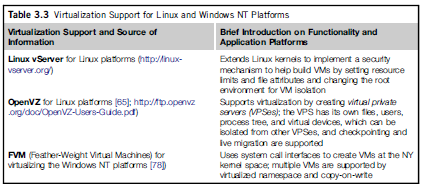 Table 3.3 Virtualization Support for Linux and Windows NT Platforms
Virtualization Support and Source of
Information
Brief Introduction on Functionality and
Application Platforms
Linux vServer for Linux platforms (http://linux-
vserver.org/)
Extends Linux kernels to implement a security
mechanism to help build VMs by setting resource
limits and file attributes and changing the root
environment for VM isolation
OpenVZ for Linux platforms [65]; http://ftp.openvz
.org/doc/OpenVZ-Users-Guide.pdf)
Supports virtualization by creating virtual private
servers (VPSes); the VPS has its own files, users,
process tree, and virtual devices, which can be
isolated from other VPSes, and checkpointing and
live migration are supported
FVM (Feather-Weight Virtual Machines) for
virtualizing the Windows NT platforms [78])
Uses system call interfaces to create VMs at the NY
kernel space; multiple VMs are supported by
virtualized namespace and copy-on-write